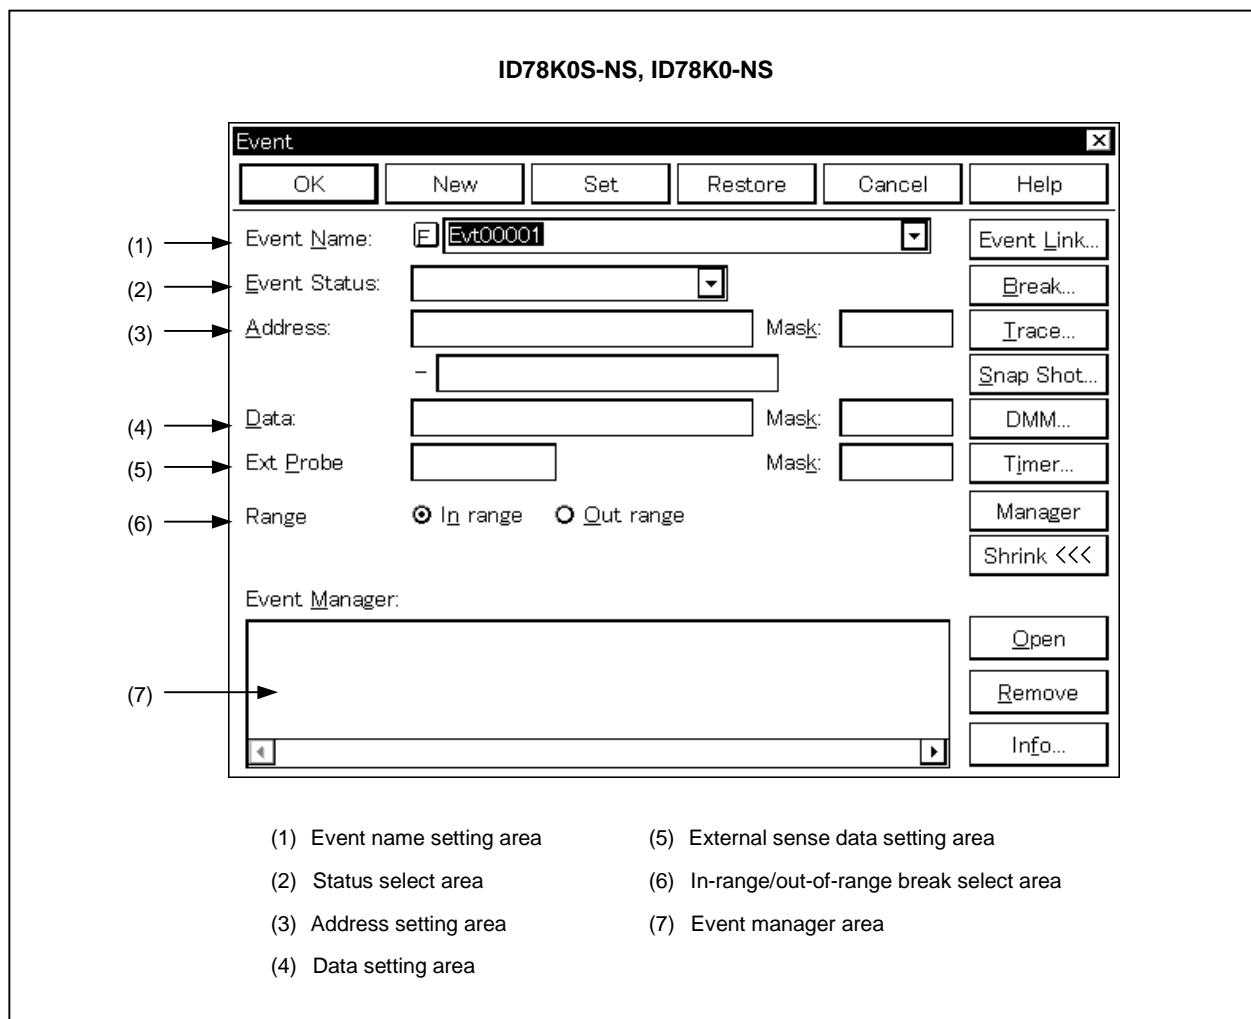 ID78K0S-NS, ID78K0-NS
Event
OK New Set Restore Cancel Help
(1) Event Name: E Evt00001 Event Link...
(2) Event Status: Break...
(3) Address: Mask: Trace...
– Snap Shot...
(4) Data: Mask: DMM...
(5) Ext Probe Mask: Timer...
(6) Range In range Out range Manager
Shrink <<<
Event Manager:
Open
(7) Remove
Info...
(1) Event name setting area (5) External sense data setting area
(2) Status select area (6) In-range/out-of-range break select area
(3) Address setting area (7) Event manager area
(4) Data setting area